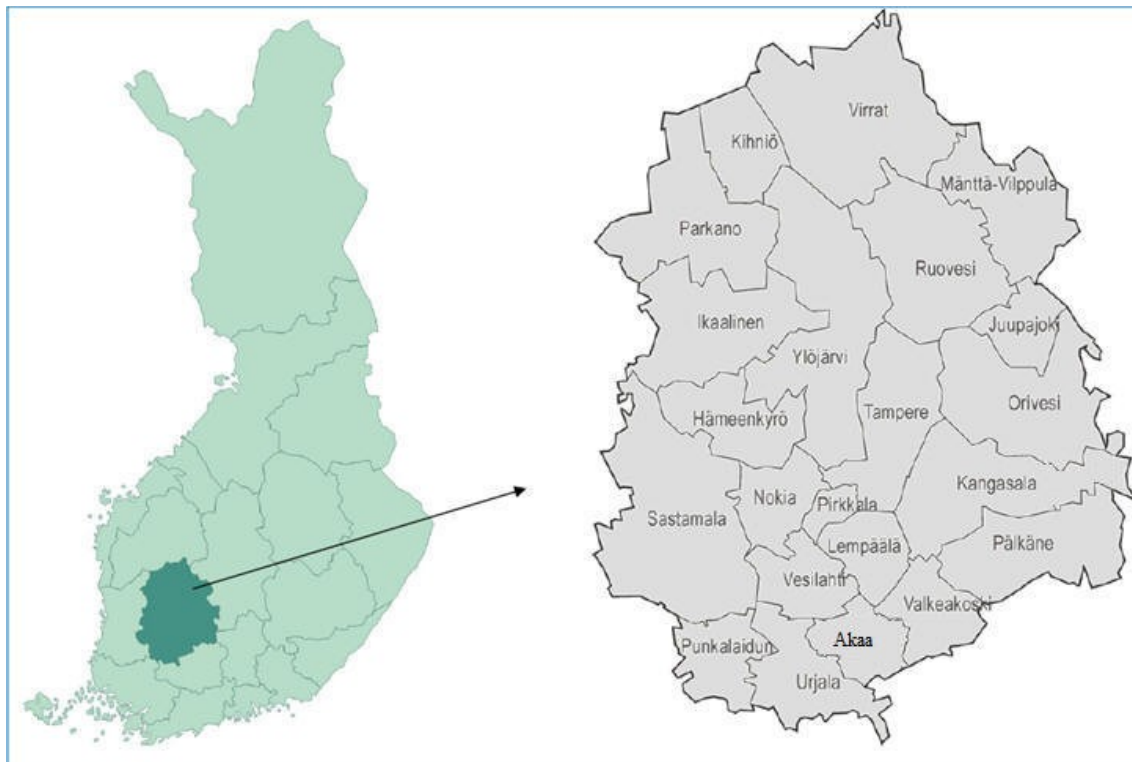 Virrat
Kihniö
Mänttä-Vilppula
Parkano
Ruovesi
Ikaalinen
Juupajoki
Ylöjärvi
Orivesi
Tampere
Hämeenkyrö
Kangasala
Nokia
Pirkkala
Sastamala
Lempäälä
Pälkäne
Vesilahti
Valkeakoski
Akaa
Punkalaidun
Urjala